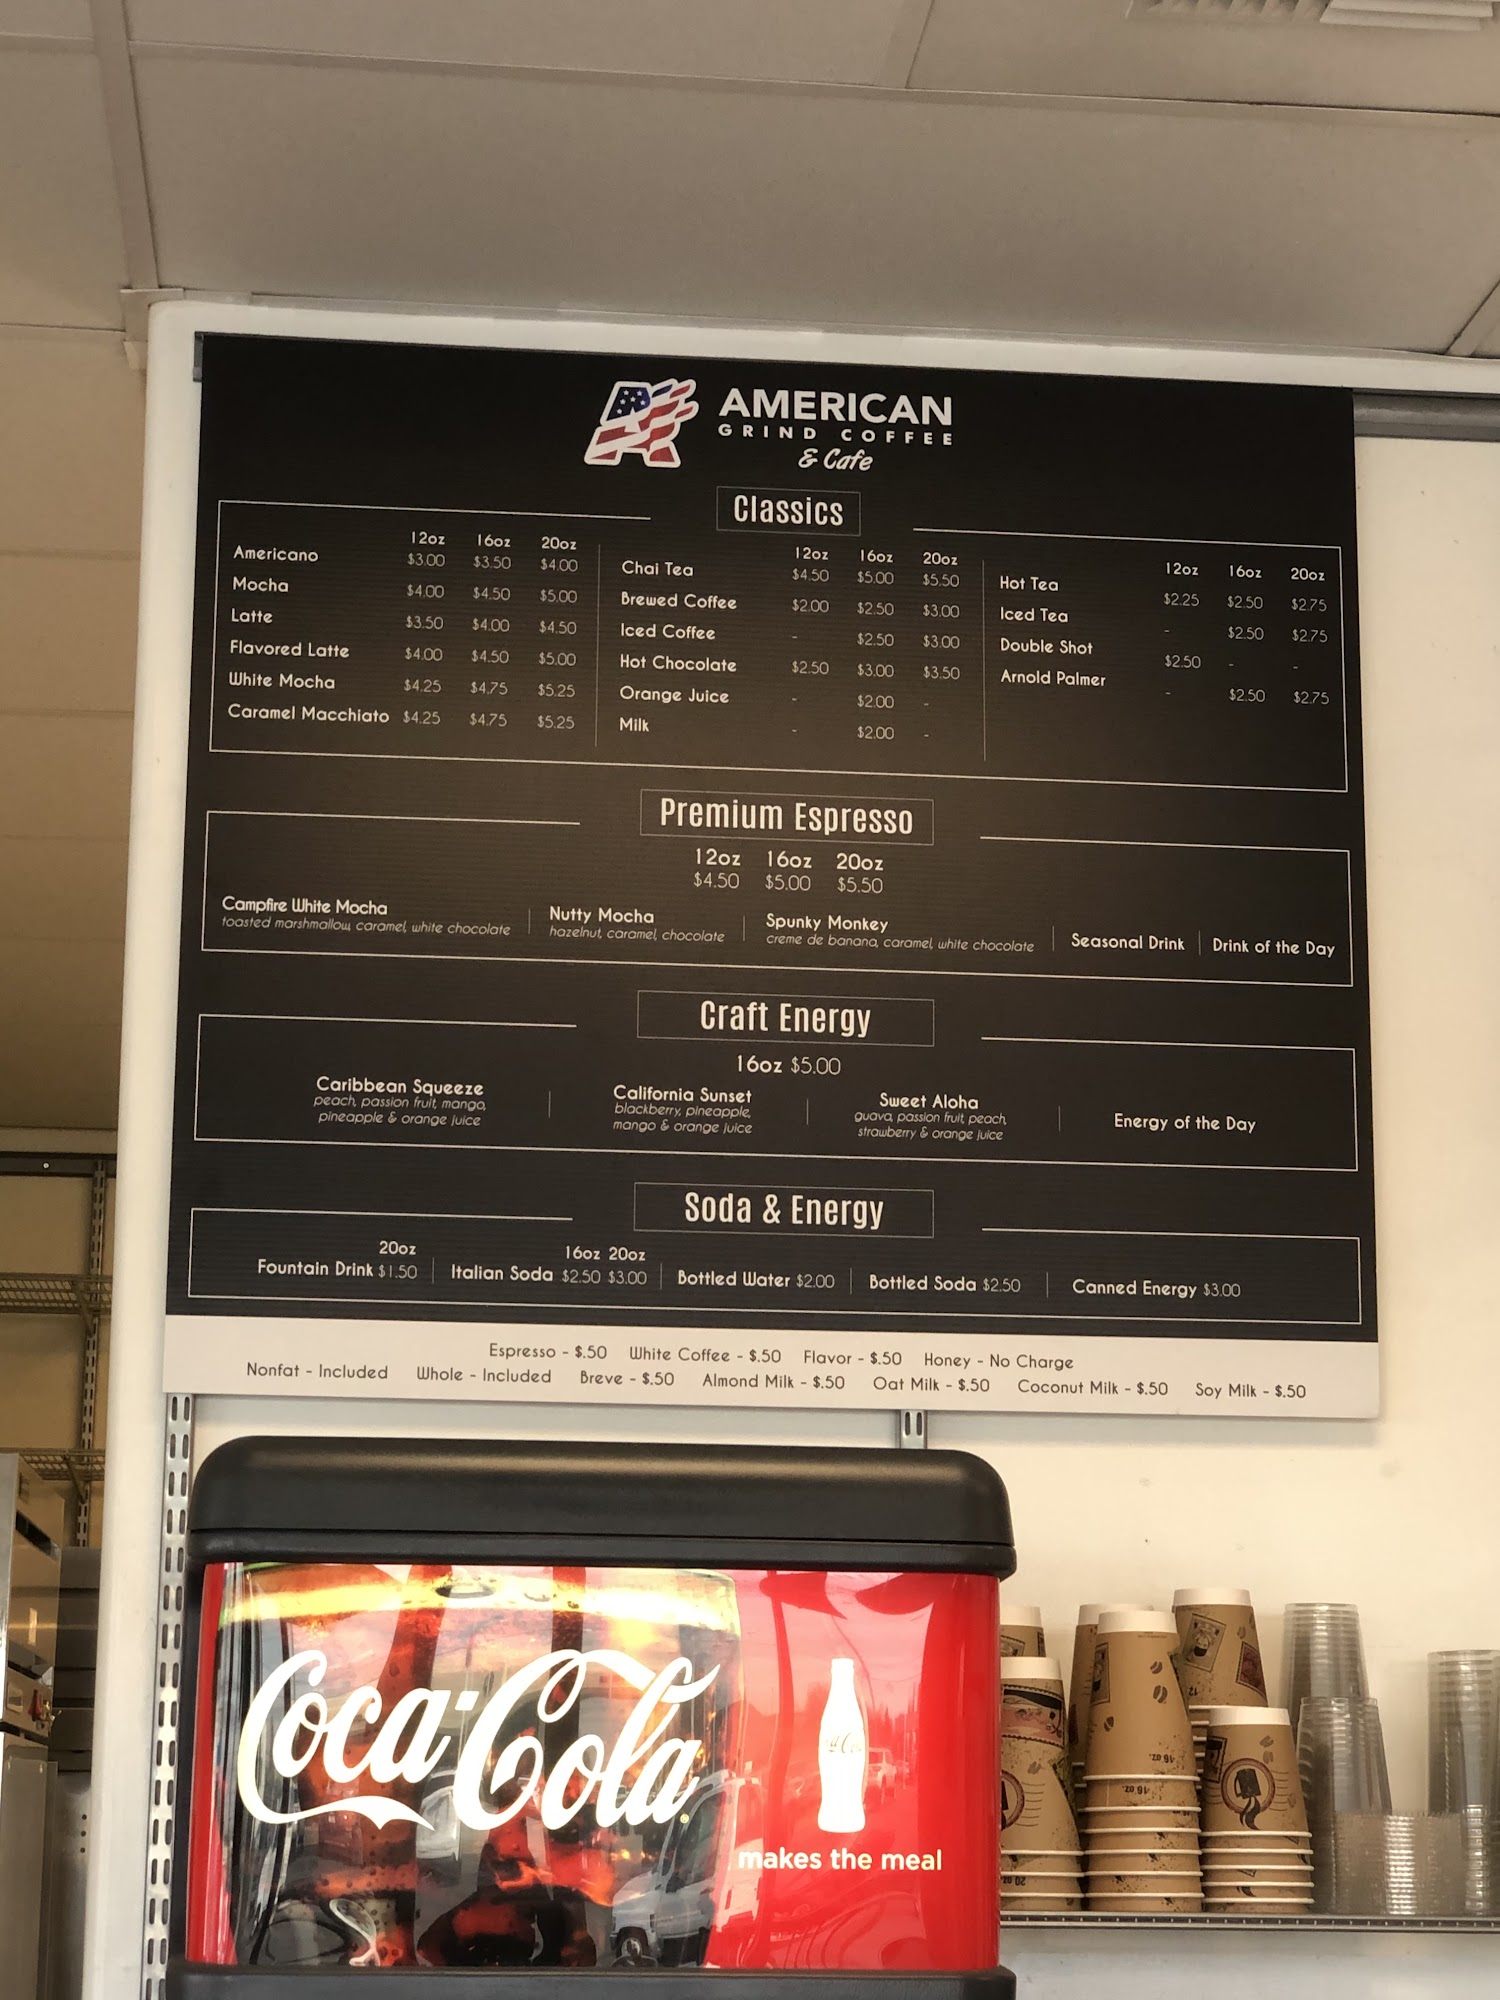 AMERICAN
GRIND COFFEE
& Cafe
Classics
12oz 16oz 20oz
Americano $3.00 $3.50 $4.00
Mocha $4.00 $4.50 $5.00
Latte $3.50 $4.00 $4.50
Flavored Latte $4.00 $4.50 $5.00
White Mocha $4.25 $4.75 $5.25
Caramel Macchiato $4.25 $4.75 $5.25
12oz 16oz 20oz
Chai Tea $4.50 $5.00 $5.50
Brewed Coffee $2.00 $2.50 $3.00
Iced Coffee - $2.50 $3.00
Hot Chocolate $2.50 $3.00 $3.50
Orange Juice - $2.00 -
Milk - $2.00 -
12oz 16oz 20oz
Hot Tea $2.25 $2.50 $2.75
Iced Tea - $2.50 $2.75
Double Shot $2.50 - -
Arnold Palmer - $2.50 $2.75
Premium Espresso
12oz 16oz 20oz
$4.50 $5.00 $5.50
Campfire White Mocha
toasted marshmallow, caramel, white chocolate
Nutty Mocha
hazelnut, caramel, chocolate
Spunky Monkey
creme de banana, caramel, white chocolate
Seasonal Drink
Drink of the Day
Craft Energy
16oz $5.00
Caribbean Squeeze
peach, passion fruit, mango,
pineapple & orange juice
California Sunset
blackberry, pineapple,
mango & orange juice
Sweet Aloha
guava, passion fruit, peach,
strawberry & orange juice
Energy of the Day
Soda & Energy
20oz
Fountain Drink $1.50
16oz 20oz
Italian Soda $2.50 $3.00
Bottled Water $2.00
Bottled Soda $2.50
Canned Energy $3.00
Espresso - $.50 White Coffee - $.50 Flavor - $.50 Honey - No Charge
Nonfat - Included Whole - Included Breve - $.50 Almond Milk - $.50 Oat Milk - $.50 Coconut Milk - $.50 Soy Milk - $.50
Coca-Cola
makes the meal
16 oz.
16 oz.
20 oz.